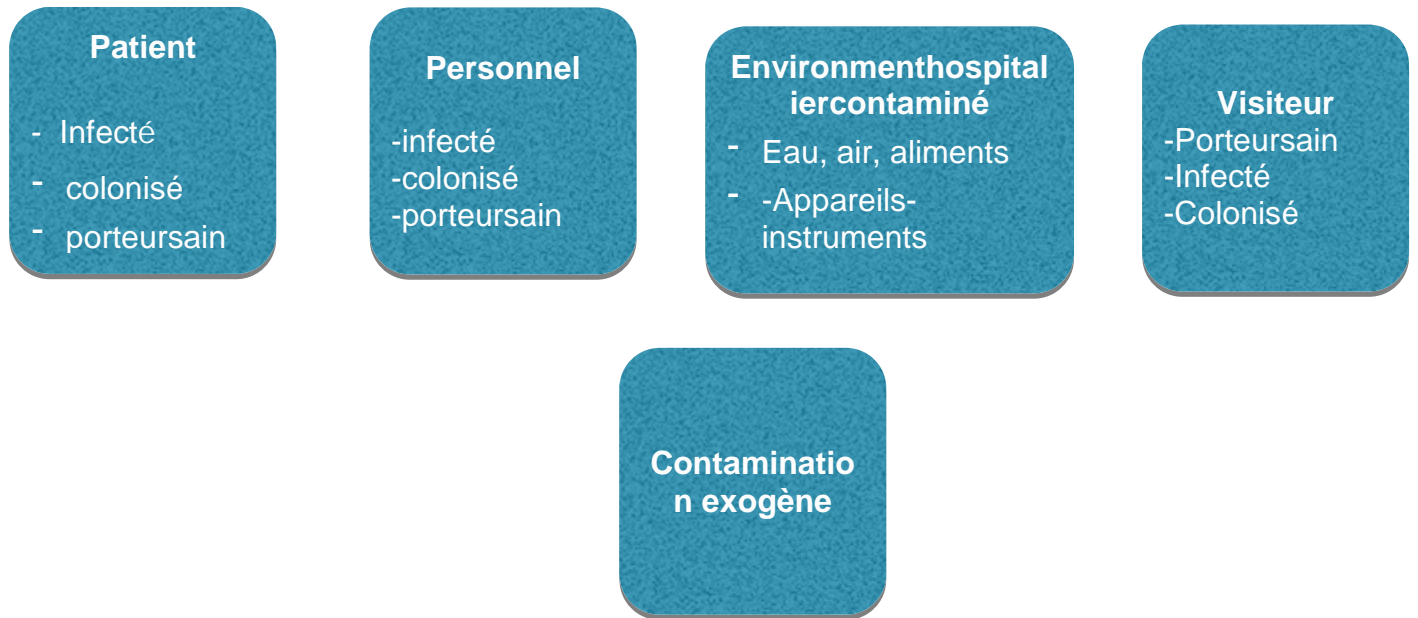 Patient
- Infecté
- colonisé
- porteursain
Personnel
-infecté
-colonisé
-porteursain
Environmenthospital
iercontaminé
- Eau, air, aliments
- -Appareils-
instruments
Visiteur
-Porteursain
-Infecté
-Colonisé
Contaminatio
n exogène